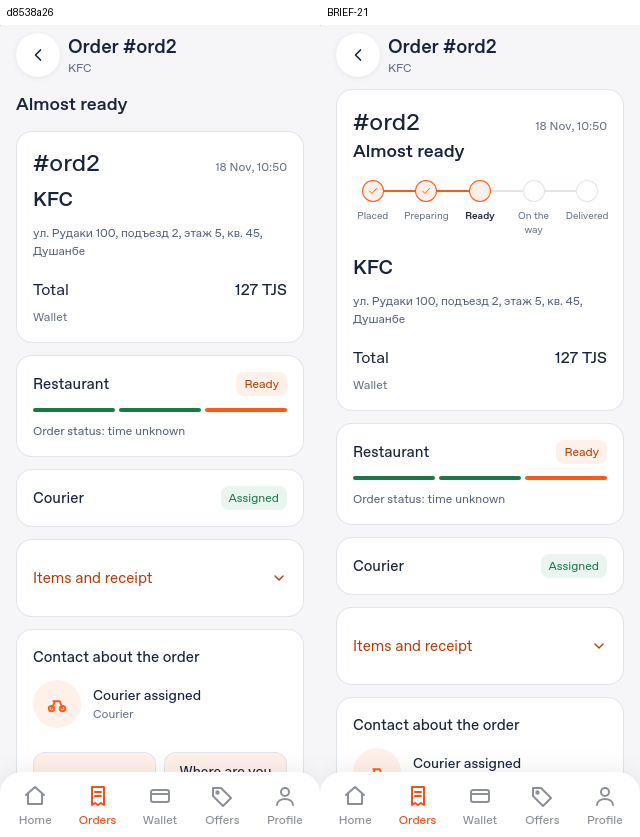 d8538a26
Order #ord2
KFC
Almost ready
#ord2
18 Nov, 10:50
KFC
ул. Рудаки 100, подъезд 2, этаж 5, кв. 45,
Душанбе
Total
127 TJS
Wallet
Restaurant
Ready
Order status: time unknown
Courier
Assigned
Items and receipt
Contact about the order
Courier assigned
Courier
Where are you
Home
Orders
Wallet
Offers
Profile
BRIEF-21
Order #ord2
KFC
#ord2
18 Nov, 10:50
Almost ready
Placed
Preparing
Ready
On the
way
Delivered
KFC
ул. Рудаки 100, подъезд 2, этаж 5, кв. 45,
Душанбе
Total
127 TJS
Wallet
Restaurant
Ready
Order status: time unknown
Courier
Assigned
Items and receipt
Contact about the order
Courier assigned
Home
Orders
Wallet
Offers
Profile